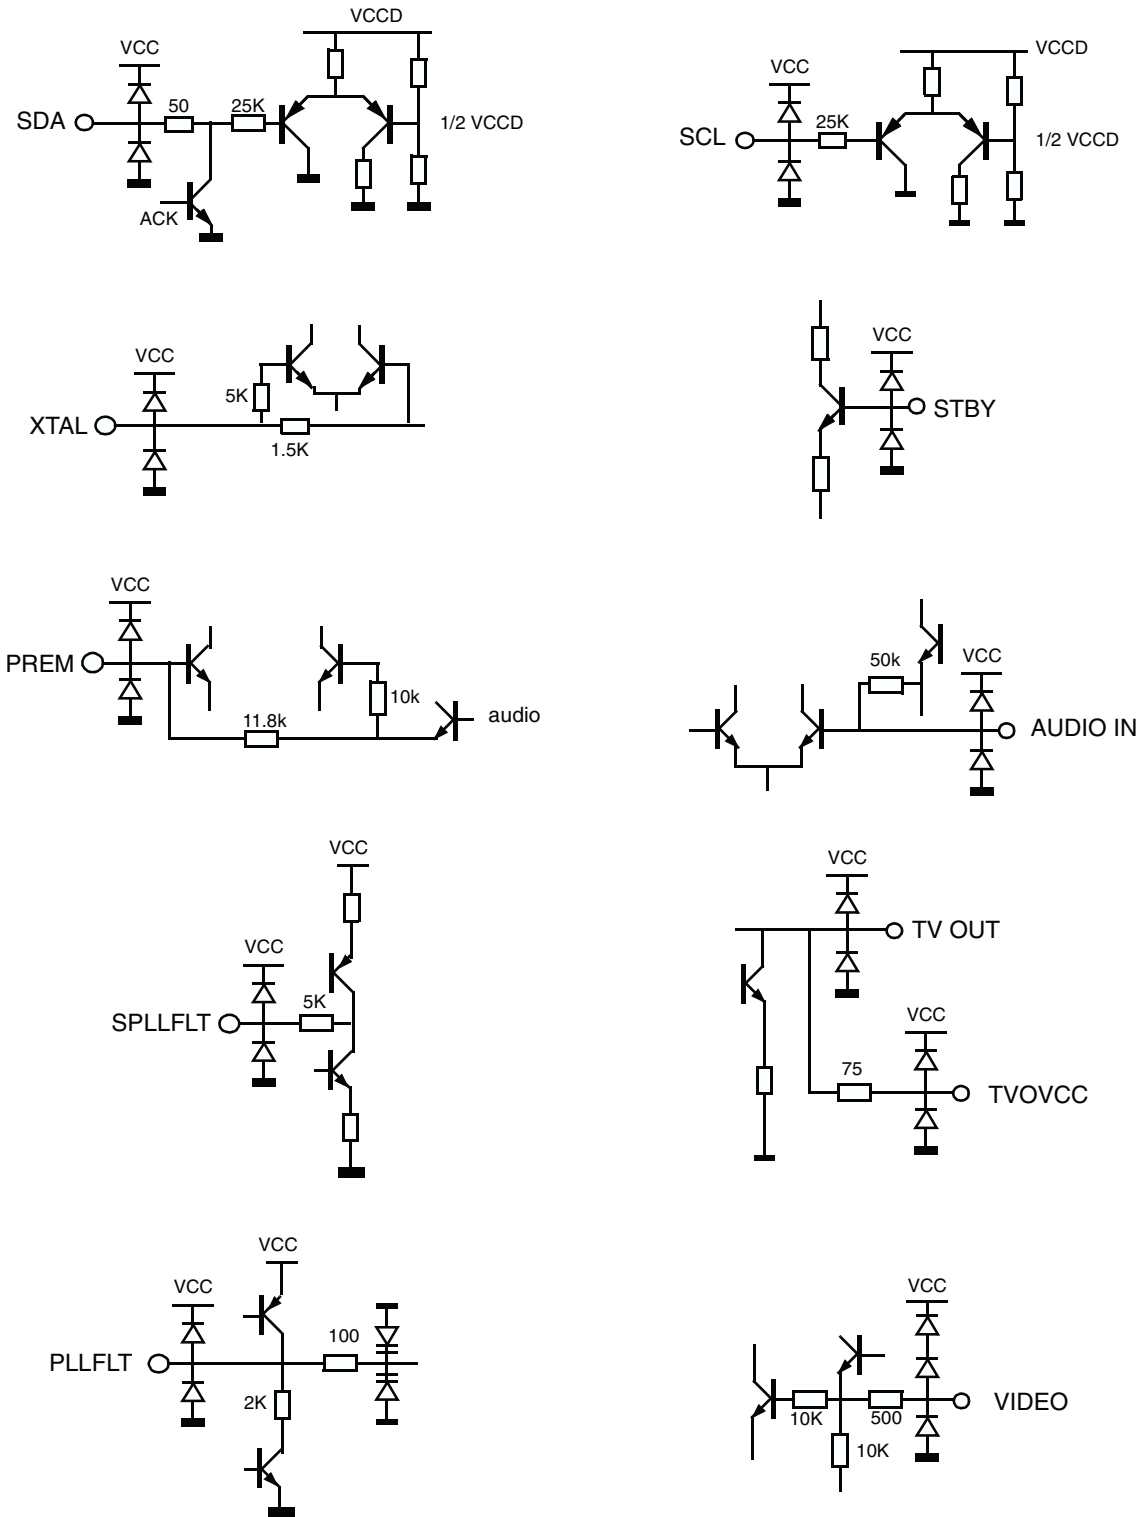 VCCD
VCC
SDA
50
25K
1/2 VCCD
ACK
VCCD
VCC
SCL
25K
1/2 VCCD
VCC
5K
XTAL
1.5K
VCC
STBY
VCC
PREM
10k
11.8k
audio
50k
VCC
AUDIO IN
VCC
VCC
5K
SPLLFLT
VCC
TV OUT
VCC
75
TVOVCC
VCC
VCC
100
PLLFLT
2K
VCC
VIDEO
10K
500
10K